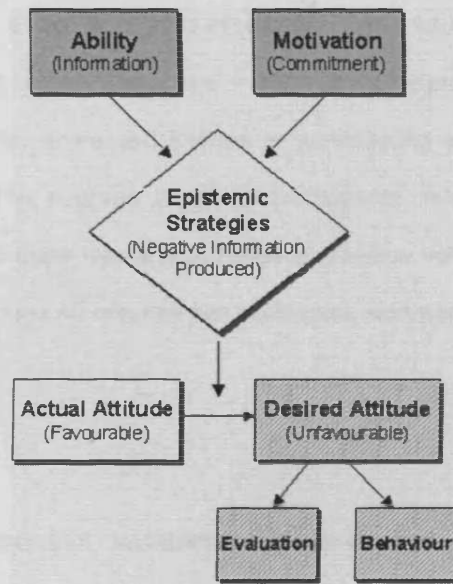 Ability
(Information)
Motivation
(Commitment)
Epistemic
Strategies
(Negative Information
Produced)
Actual Attitude
(Favourable)
Desired Attitude
(Unfavourable)
Evaluation
Behaviour